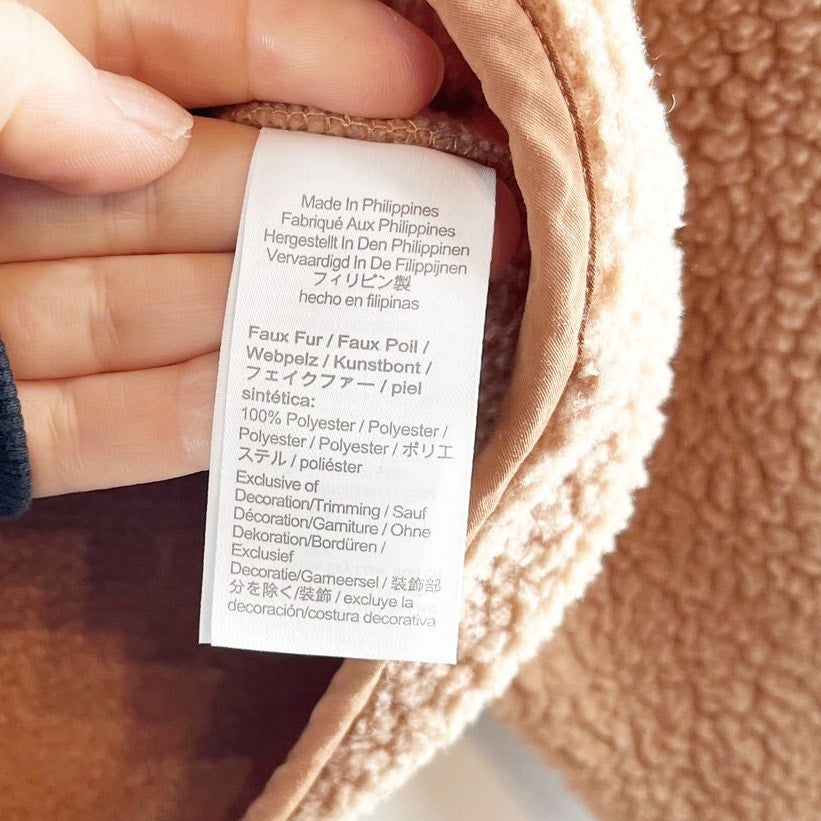 Made In Philippines
Fabriqué Aux Philippines
Hergestellt In Den Philippinen
Vervaardigd In De Filippijnen
フィリピン製
hecho en filipinas
Faux Fur / Faux Poil /
Webpelz / Kunstbont /
フェイクファー / piel
sintética:
100% Polyester / Polyester /
Polyester / Polyester / ポリエ
ステル / poliéster
Exclusive of
Decoration/Trimming / Sauf
Décoration/Garniture / Ohne
Dekoration/Bordüren /
Exclusief
Decoratie/Garneersel / 装飾部
分を除く/装飾 / excluye la
decoración/costura decorativa